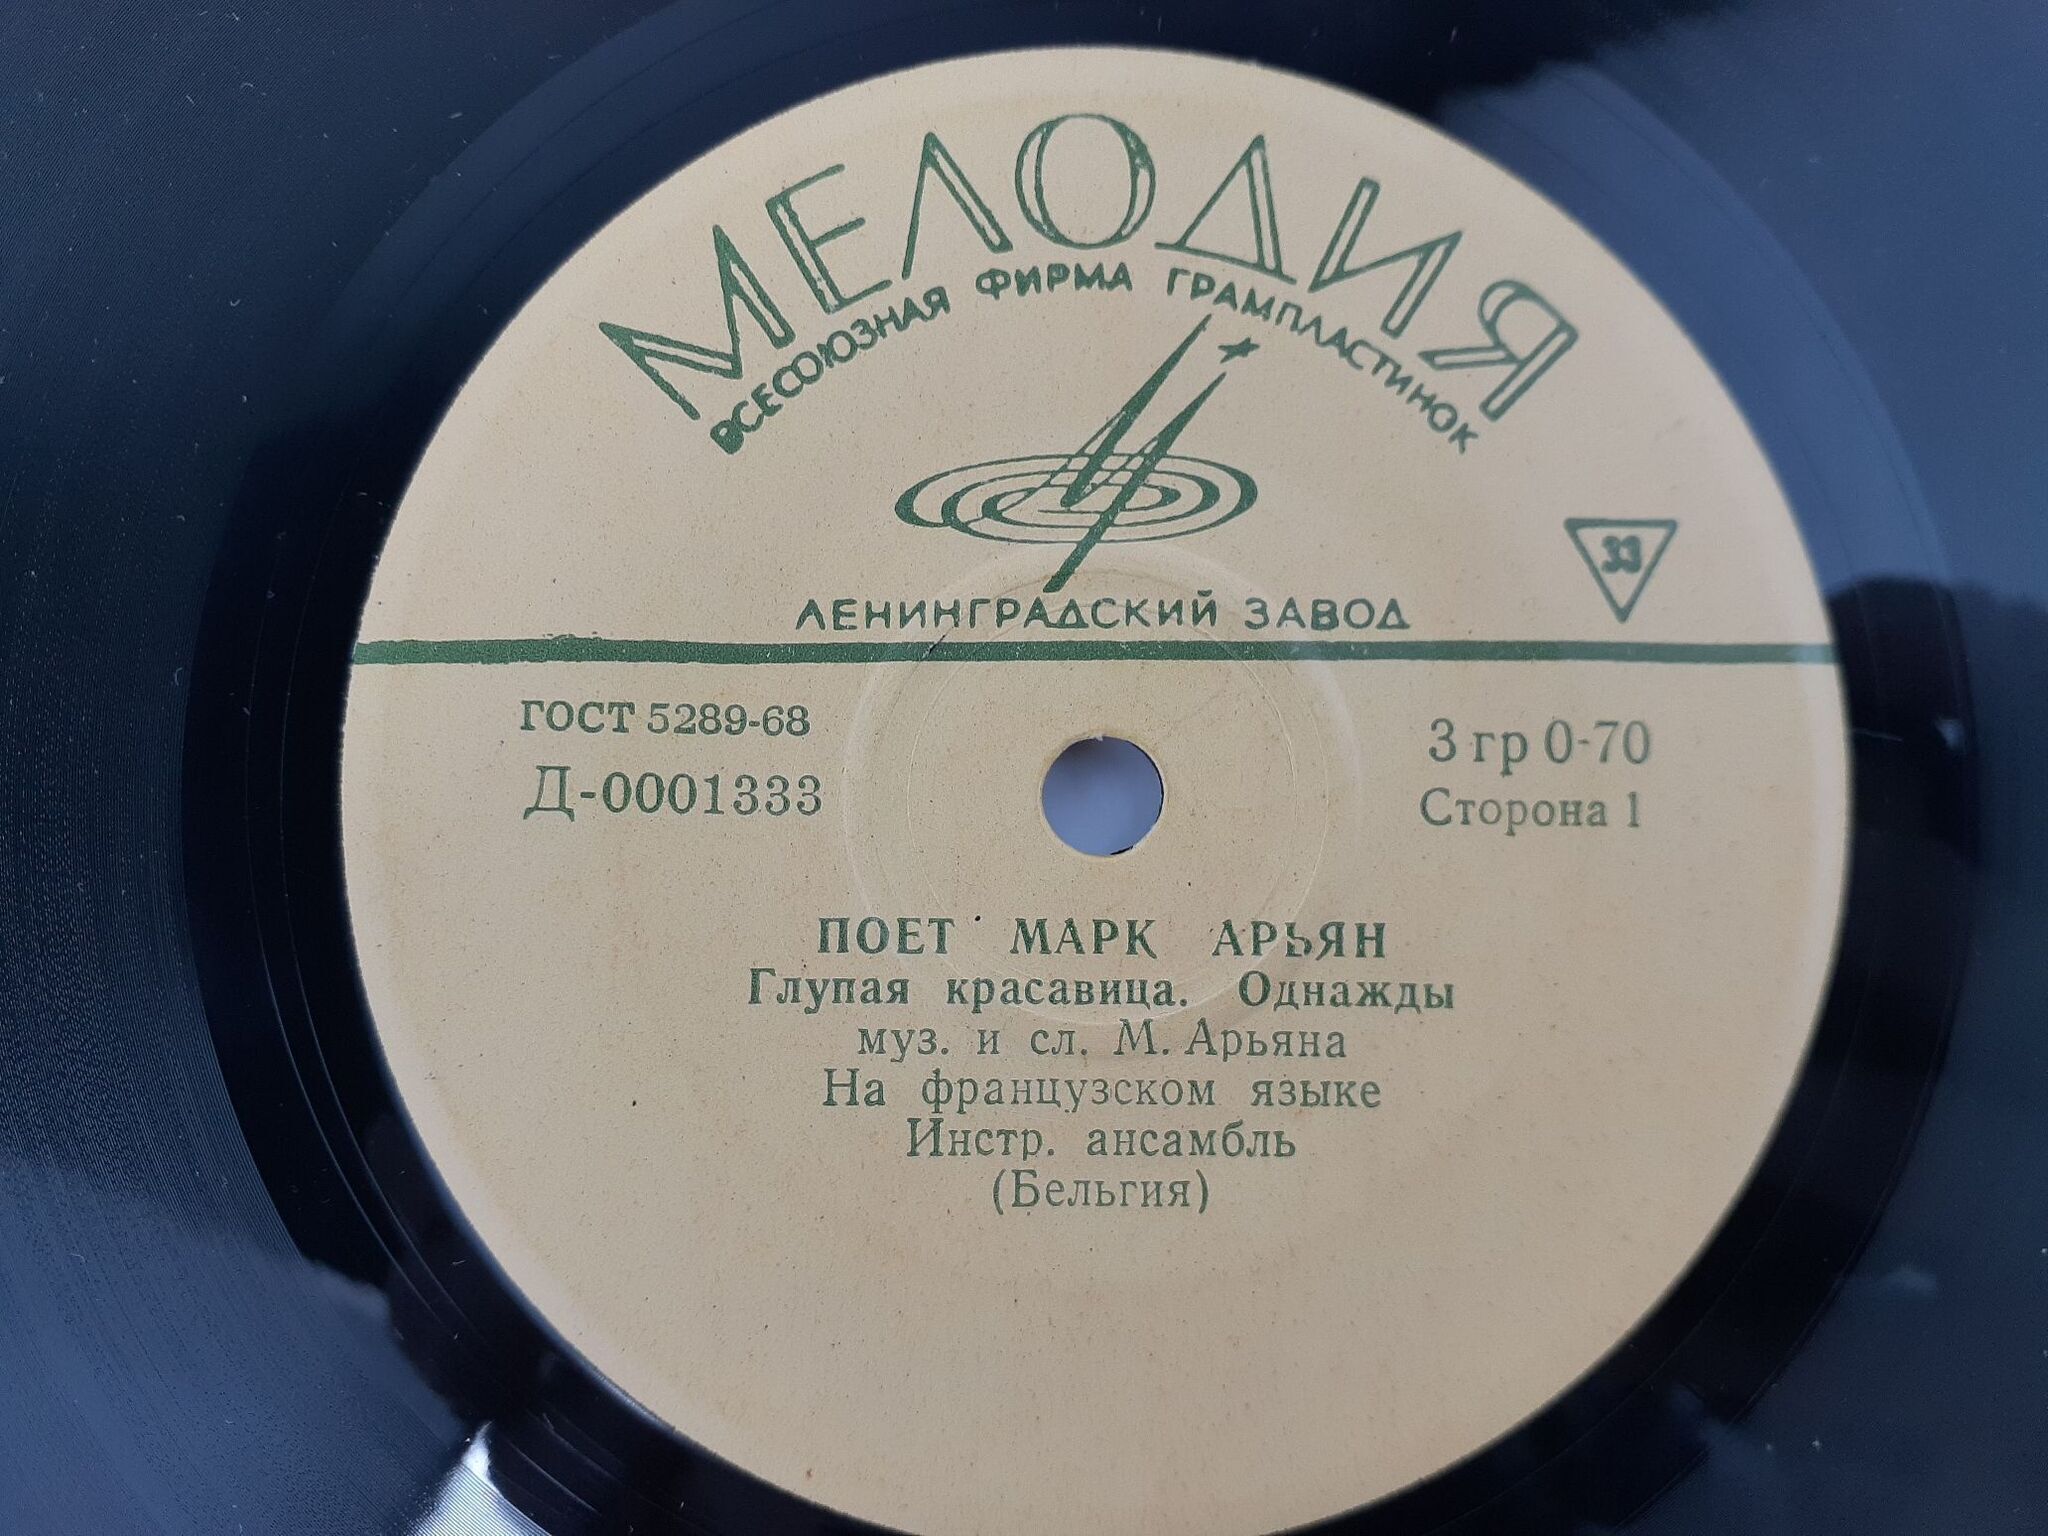 МЕЛОДИЯ
ВСЕСОЮЗНАЯ ФИРМА ГРАМПЛАСТИНОК
33
ЛЕНИНГРАДСКИЙ ЗАВОД
ГОСТ 5289-68
Д-0001333
3 гр 0-70
Сторона 1
ПОЕТ МАРК АРЬЯН
Глупая красавица. Однажды
муз. и сл. М. Арьяна
На французском языке
Инстр. ансамбль
(Бельгия)